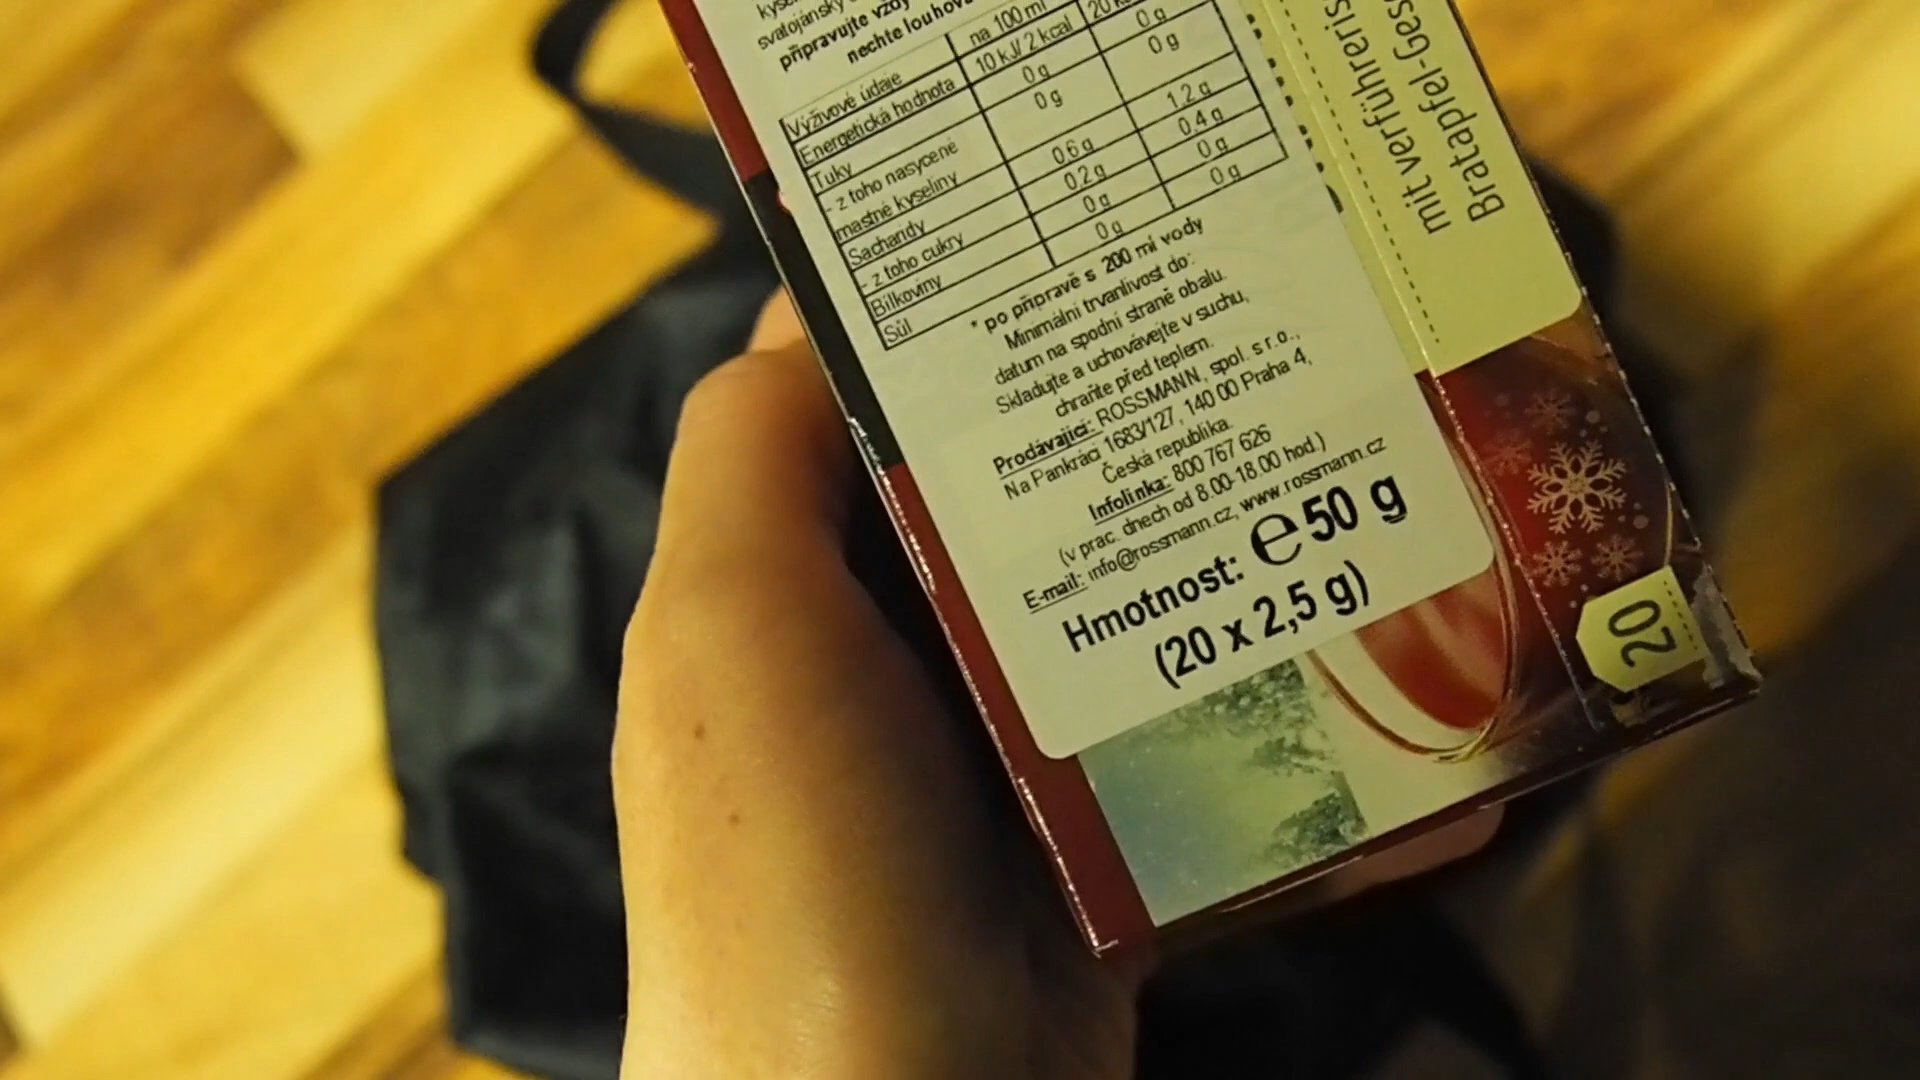 svatojánský
připravujte vždy
nechte louhova
Výživové údaje na 100 ml
Energetická hodnota 10 kJ/ 2 kcal
Tuky 0 g 0 g
- z toho nasycené
mastné kyseliny 0 g 0 g
Sacharidy 0,6 g 1,2 g
- z toho cukry 0,2 g 0,4 g
Bílkoviny 0 g 0 g
Sůl 0 g 0 g
* po přípravě s 200 ml vody
Minimální trvanlivost do:
datum na spodní straně obalu.
Skladujte a uchovávejte v suchu,
chraňte před teplem.
Prodávající: ROSSMANN, spol. s r.o.,
Na Pankráci 1683/127, 140 00 Praha 4,
Česká republika.
Infolinka: 800 767 626
(v prac. dnech od 8.00-18.00 hod.)
E-mail: info@rossmann.cz, www.rossmann.cz
Hmotnost: ℮50 g
(20 x 2,5 g)
mit verführeris
Bratapfel-Ges
20